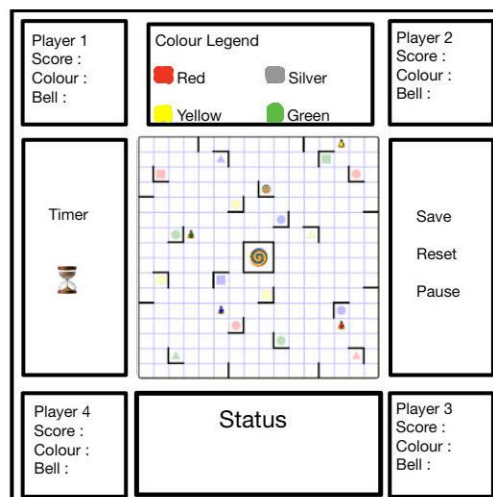 Player 1
Score :
Colour :
Bell :
Colour Legend
Red
Silver
Yellow
Green
Player 2
Score :
Colour :
Bell :
Timer
Save
Reset
Pause
Player 4
Score :
Colour :
Bell :
Status
Player 3
Score :
Colour :
Bell :